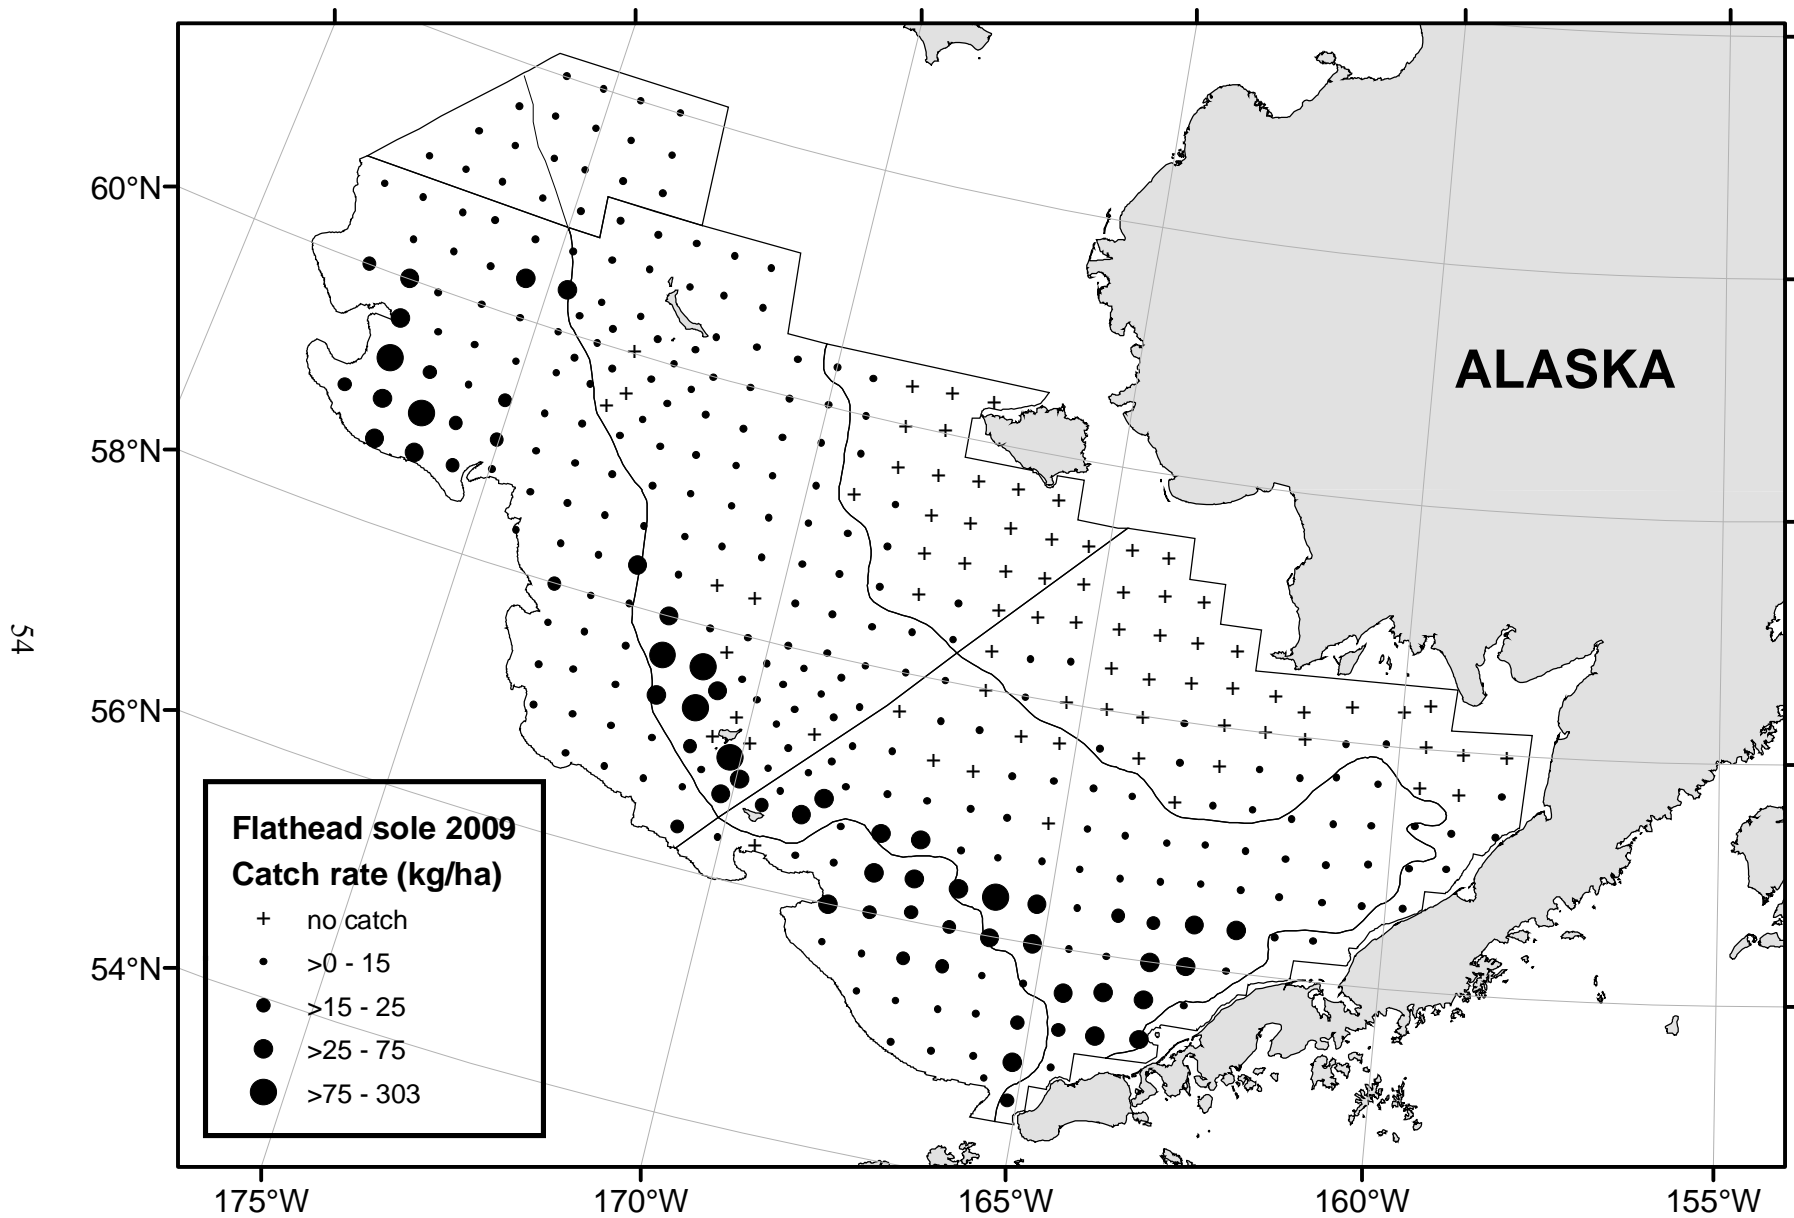 60°N
58°N
56°N
54°N
54
ALASKA
Flathead sole 2009
Catch rate (kg/ha)
no catch
>0 - 15
>15 - 25
>25 - 75
>75 - 303
175°W
170°W
165°W
160°W
155°W